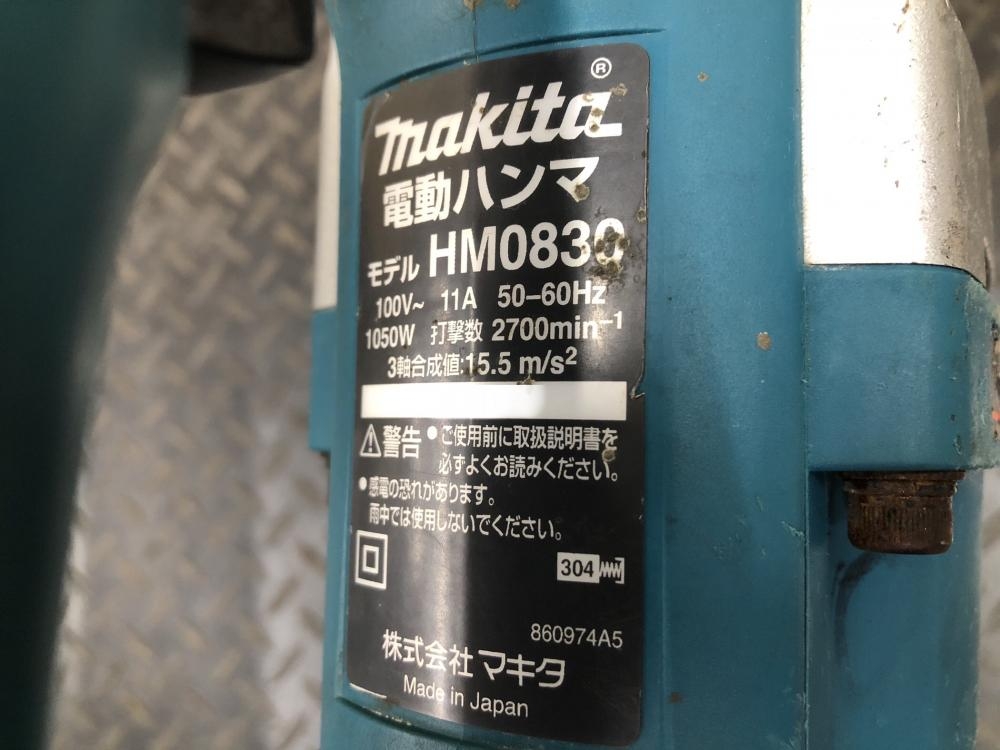 makita®
電動ハンマ
モデル HM0830
100V~ 11A 50-60Hz
1050W 打撃数 2700min⁻¹
3軸合成値:15.5 m/s²
警告 •ご使用前に取扱説明書を
必ずよくお読みください。
•感電の恐れがあります。
雨中では使用しないでください。
304
860974A5
株式会社 マキタ
Made in Japan